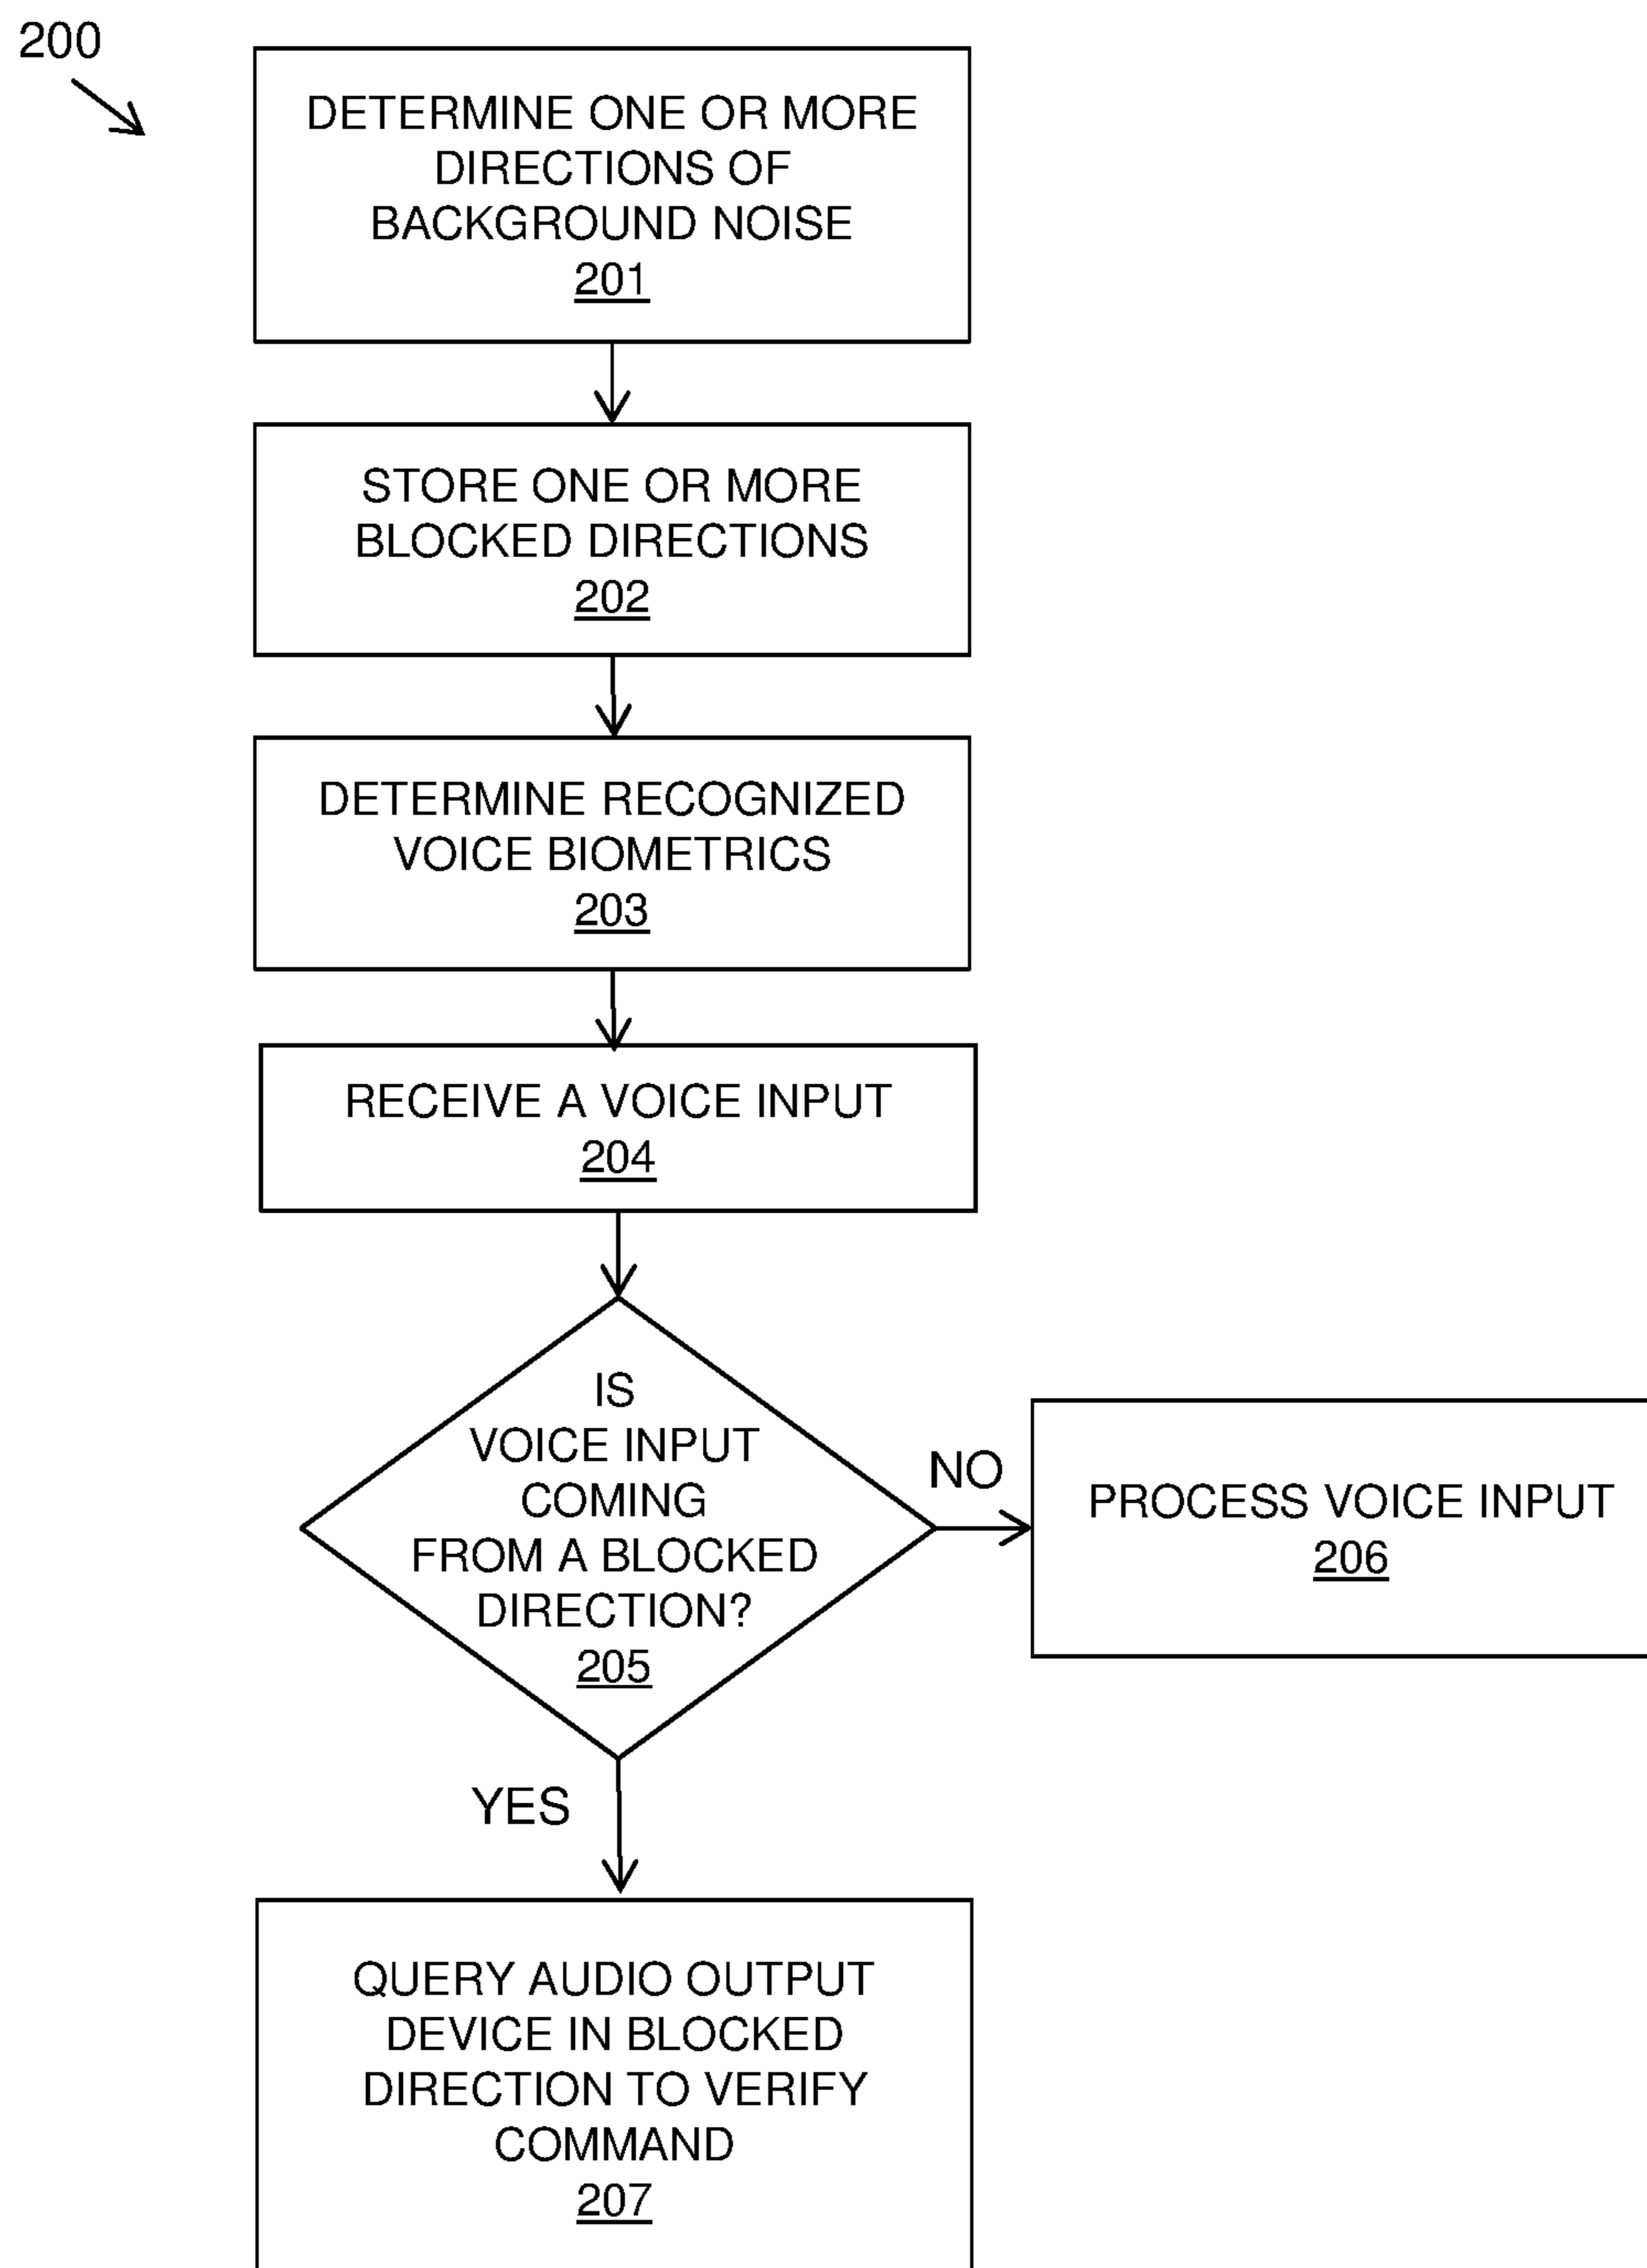 200
DETERMINE ONE OR MORE
DIRECTIONS OF
BACKGROUND NOISE
201
STORE ONE OR MORE
BLOCKED DIRECTIONS
202
DETERMINE RECOGNIZED
VOICE BIOMETRICS
203
RECEIVE A VOICE INPUT
204
IS
VOICE INPUT
COMING
FROM A BLOCKED
DIRECTION?
205
NO
PROCESS VOICE INPUT
206
YES
QUERY AUDIO OUTPUT
DEVICE IN BLOCKED
DIRECTION TO VERIFY
COMMAND
207